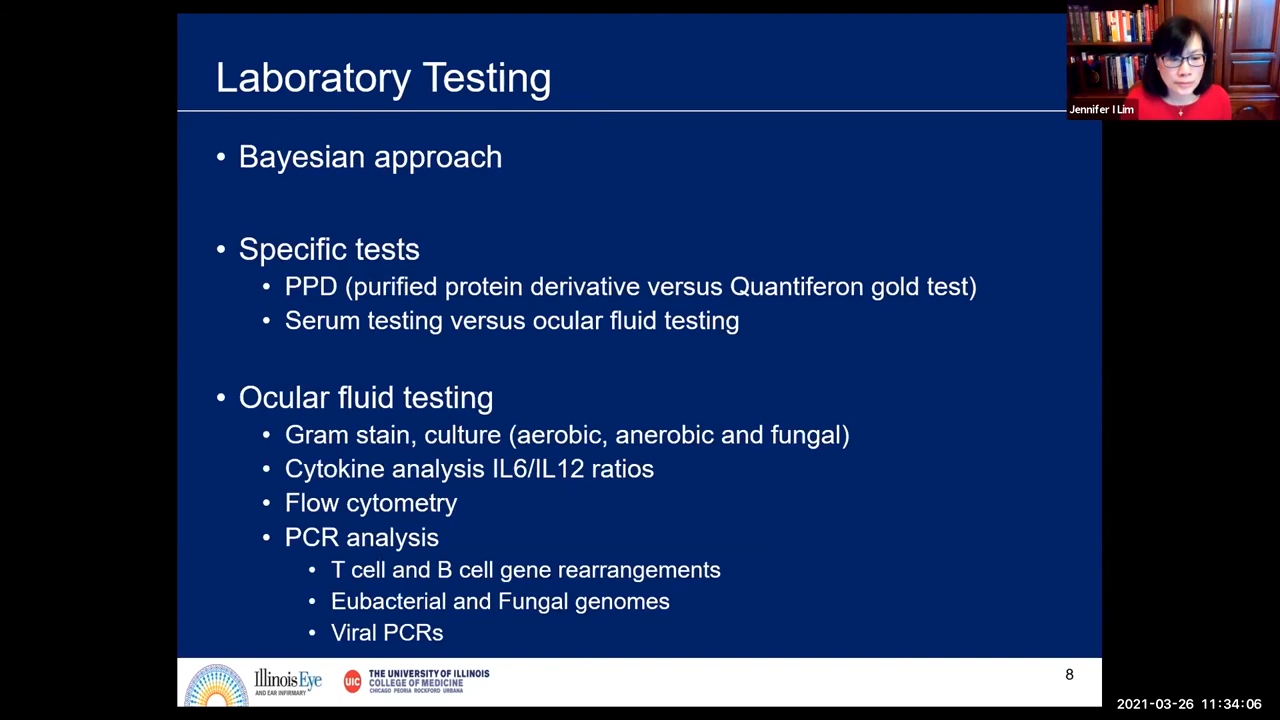 Laboratory Testing
Jennifer I Lim
• Bayesian approach
• Specific tests
• PPD (purified protein derivative versus Quantiferon gold test)
• Serum testing versus ocular fluid testing
• Ocular fluid testing
• Gram stain, culture (aerobic, anerobic and fungal)
• Cytokine analysis IL6/IL12 ratios
• Flow cytometry
• PCR analysis
• T cell and B cell gene rearrangements
• Eubacterial and Fungal genomes
• Viral PCRs
Illinois Eye
AND EAR INFIRMARY
UIC
THE UNIVERSITY OF ILLINOIS
COLLEGE OF MEDICINE
CHICAGO PEORIA ROCKFORD URBANA
8
2021-03-26 11:34:06